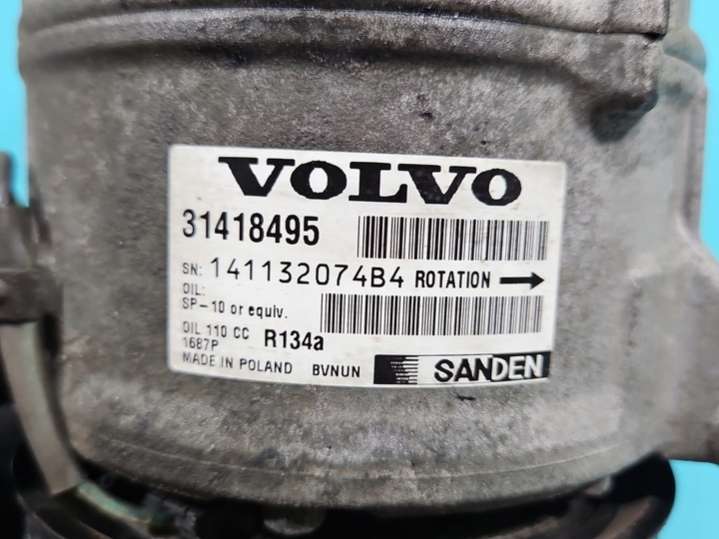 VOLVO
31418495
SN: 141132074B4 ROTATION →
OIL:
SP-10 or equiv.
OIL 110 CC R134a
1687P
MADE IN POLAND BVNUN SANDEN